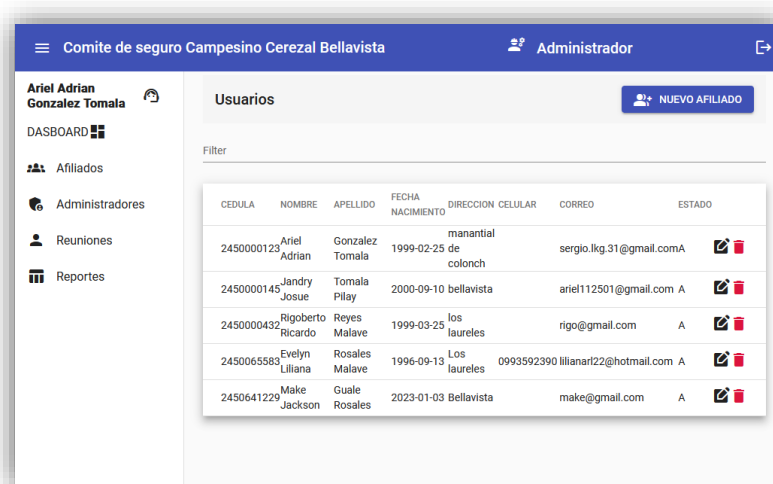 Comite de seguro Campesino Cerezal Bellavista
Administrador
Ariel Adrian
Gonzalez Tomala
DASBOARD
Afiliados
Administradores
Reuniones
Reportes
Usuarios
NUEVO AFILIADO
Filter
CEDULA NOMBRE APELLIDO FECHA NACIMIENTO DIRECCION CELULAR CORREO ESTADO
2450000123 Ariel Adrian Gonzalez Tomala 1999-02-25 manantial de colonch sergio.lkg.31@gmail.com A
2450000145 Jandry Josue Tomala Pilay 2000-09-10 bellavista ariel112501@gmail.com A
2450000432 Rigoberto Ricardo Reyes Malave 1999-03-25 los laureles rigo@gmail.com A
2450065583 Evelyn Liliana Rosales Malave 1996-09-13 Los laureles 0993592390 lilianarl22@hotmail.com A
2450641229 Make Jackson Guale Rosales 2023-01-03 Bellavista make@gmail.com A